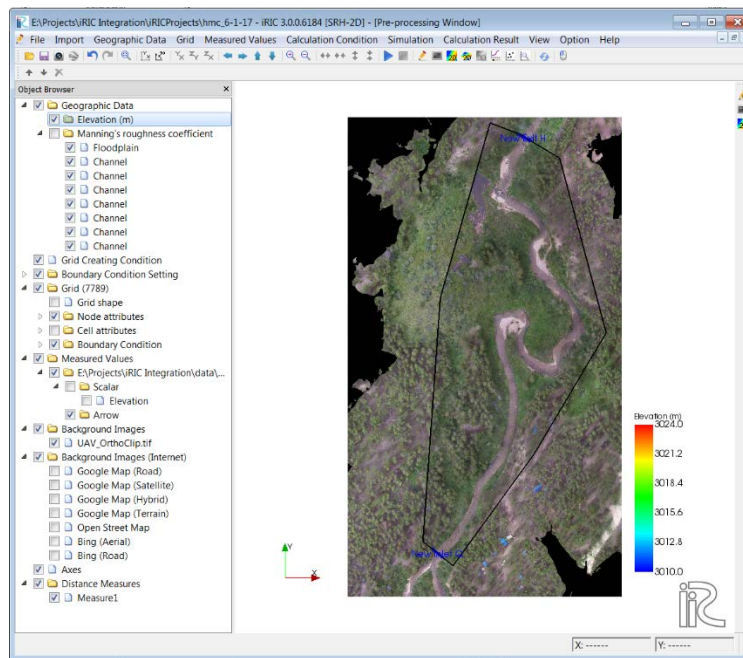 E:\Projects\iRIC Integration\iRICProjects\hmc_6-1-17 - iRIC 3.0.0.6184 [SRH-2D] - [Pre-processing Window]
File Import Geographic Data Grid Measured Values Calculation Condition Simulation Calculation Result View Option Help
Object Browser
Geographic Data
Elevation (m)
Manning's roughness coefficient
Floodplain
Channel
Channel
Channel
Channel
Channel
Channel
Channel
Grid Creating Condition
Boundary Condition Setting
Grid (7789)
Grid shape
Node attributes
Cell attributes
Boundary Condition
Measured Values
E:\Projects\iRIC Integration\data\...
Scalar
Elevation
Arrow
Background Images
UAV_OrthoClip.tif
Background Images (Internet)
Google Map (Road)
Google Map (Satellite)
Google Map (Hybrid)
Google Map (Terrain)
Open Street Map
Bing (Aerial)
Bing (Road)
Axes
Distance Measures
Measure1
Elevation (m)
3024.0
3021.2
3018.4
3015.6
3012.8
3010.0
Y
X
iRiC
X: ------
Y: ------